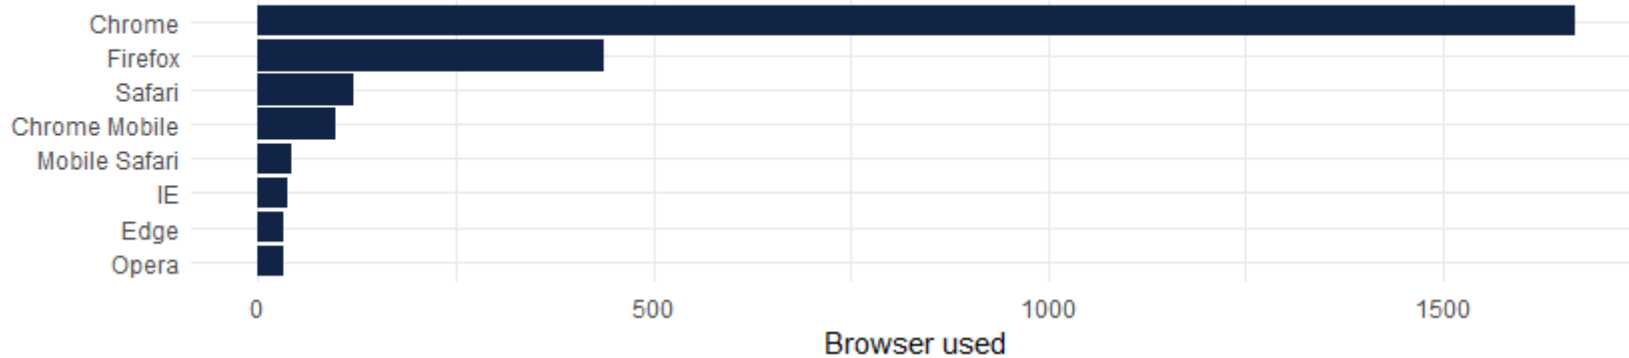 Chrome
Firefox
Safari
Chrome Mobile
Mobile Safari
IE
Edge
Opera
0 500 1000 1500
Browser used